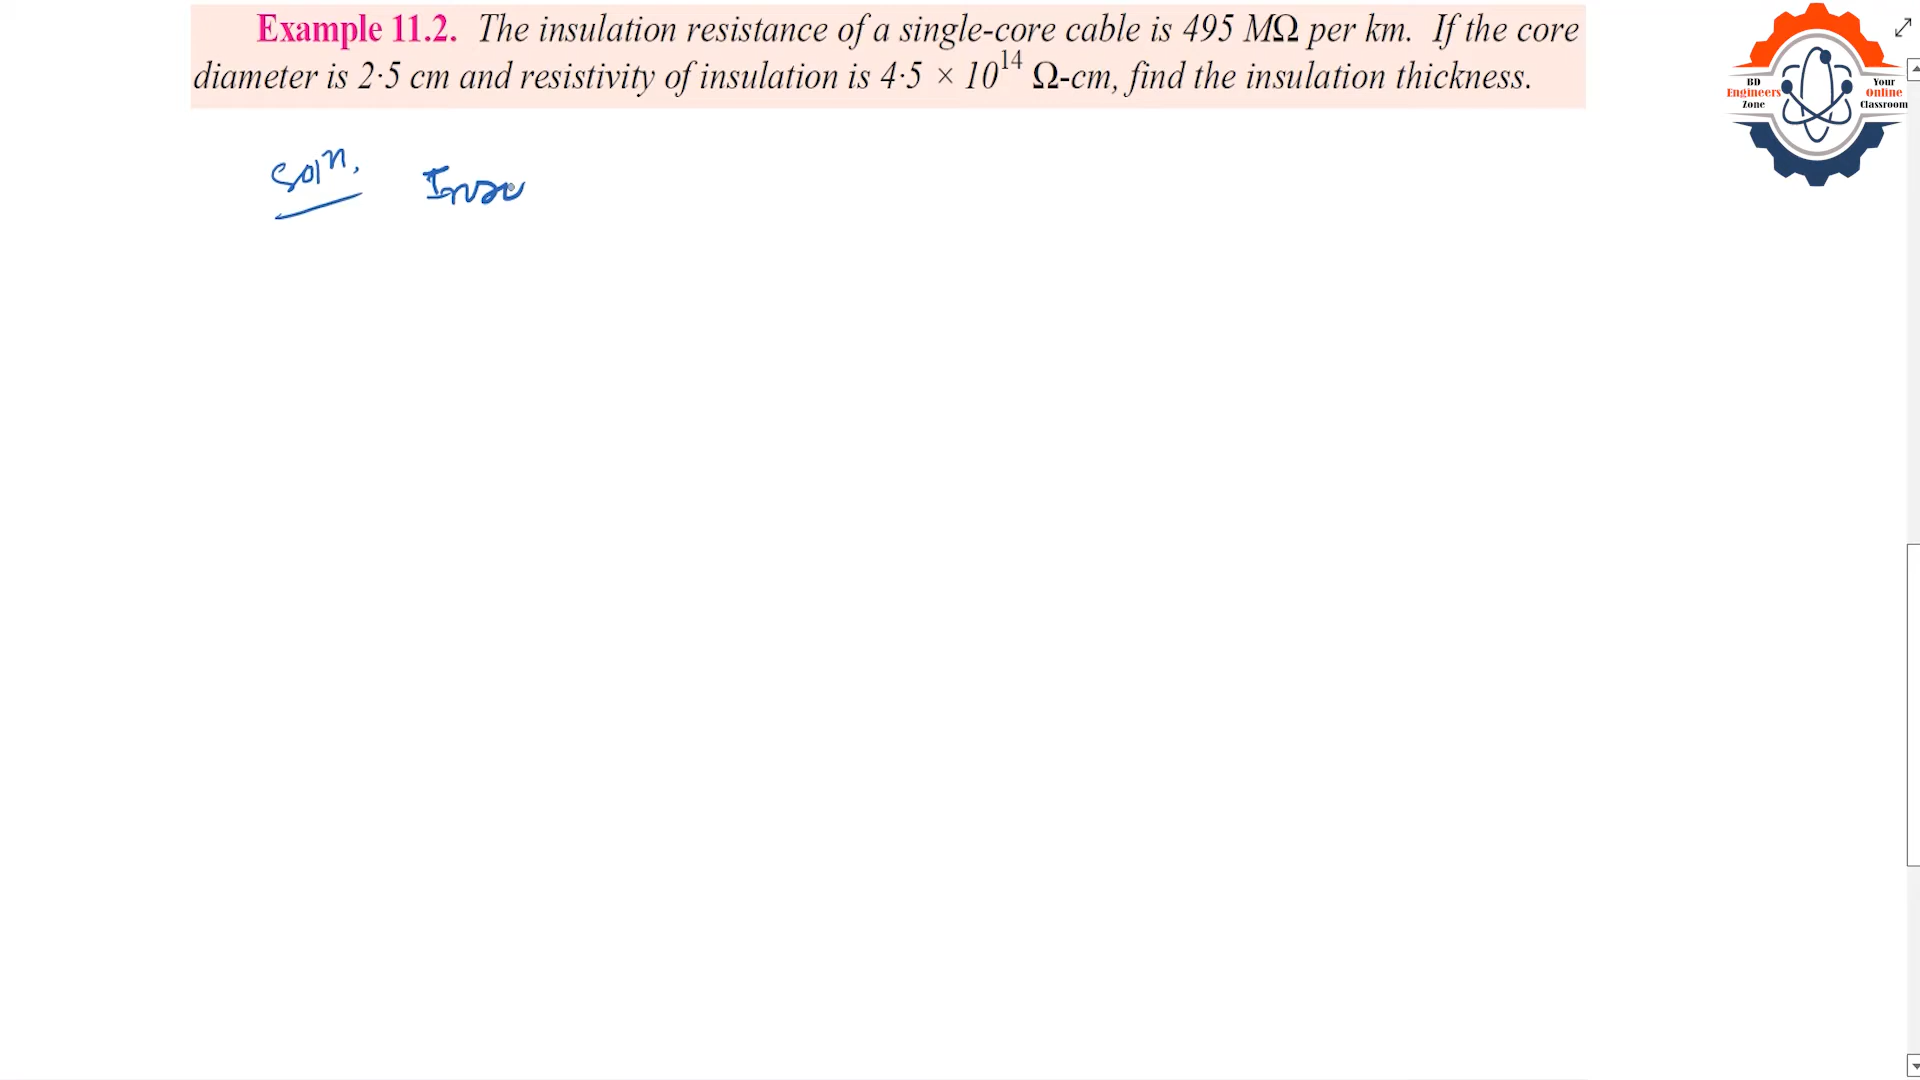 Example 11.2. The insulation resistance of a single-core cable is 495 MΩ per km. If the core
diameter is 2·5 cm and resistivity of insulation is 4·5 × 10¹⁴ Ω-cm, find the insulation thickness.
BD
Engineers
Zone
Your
Online
Classroom
Solⁿ. Insu